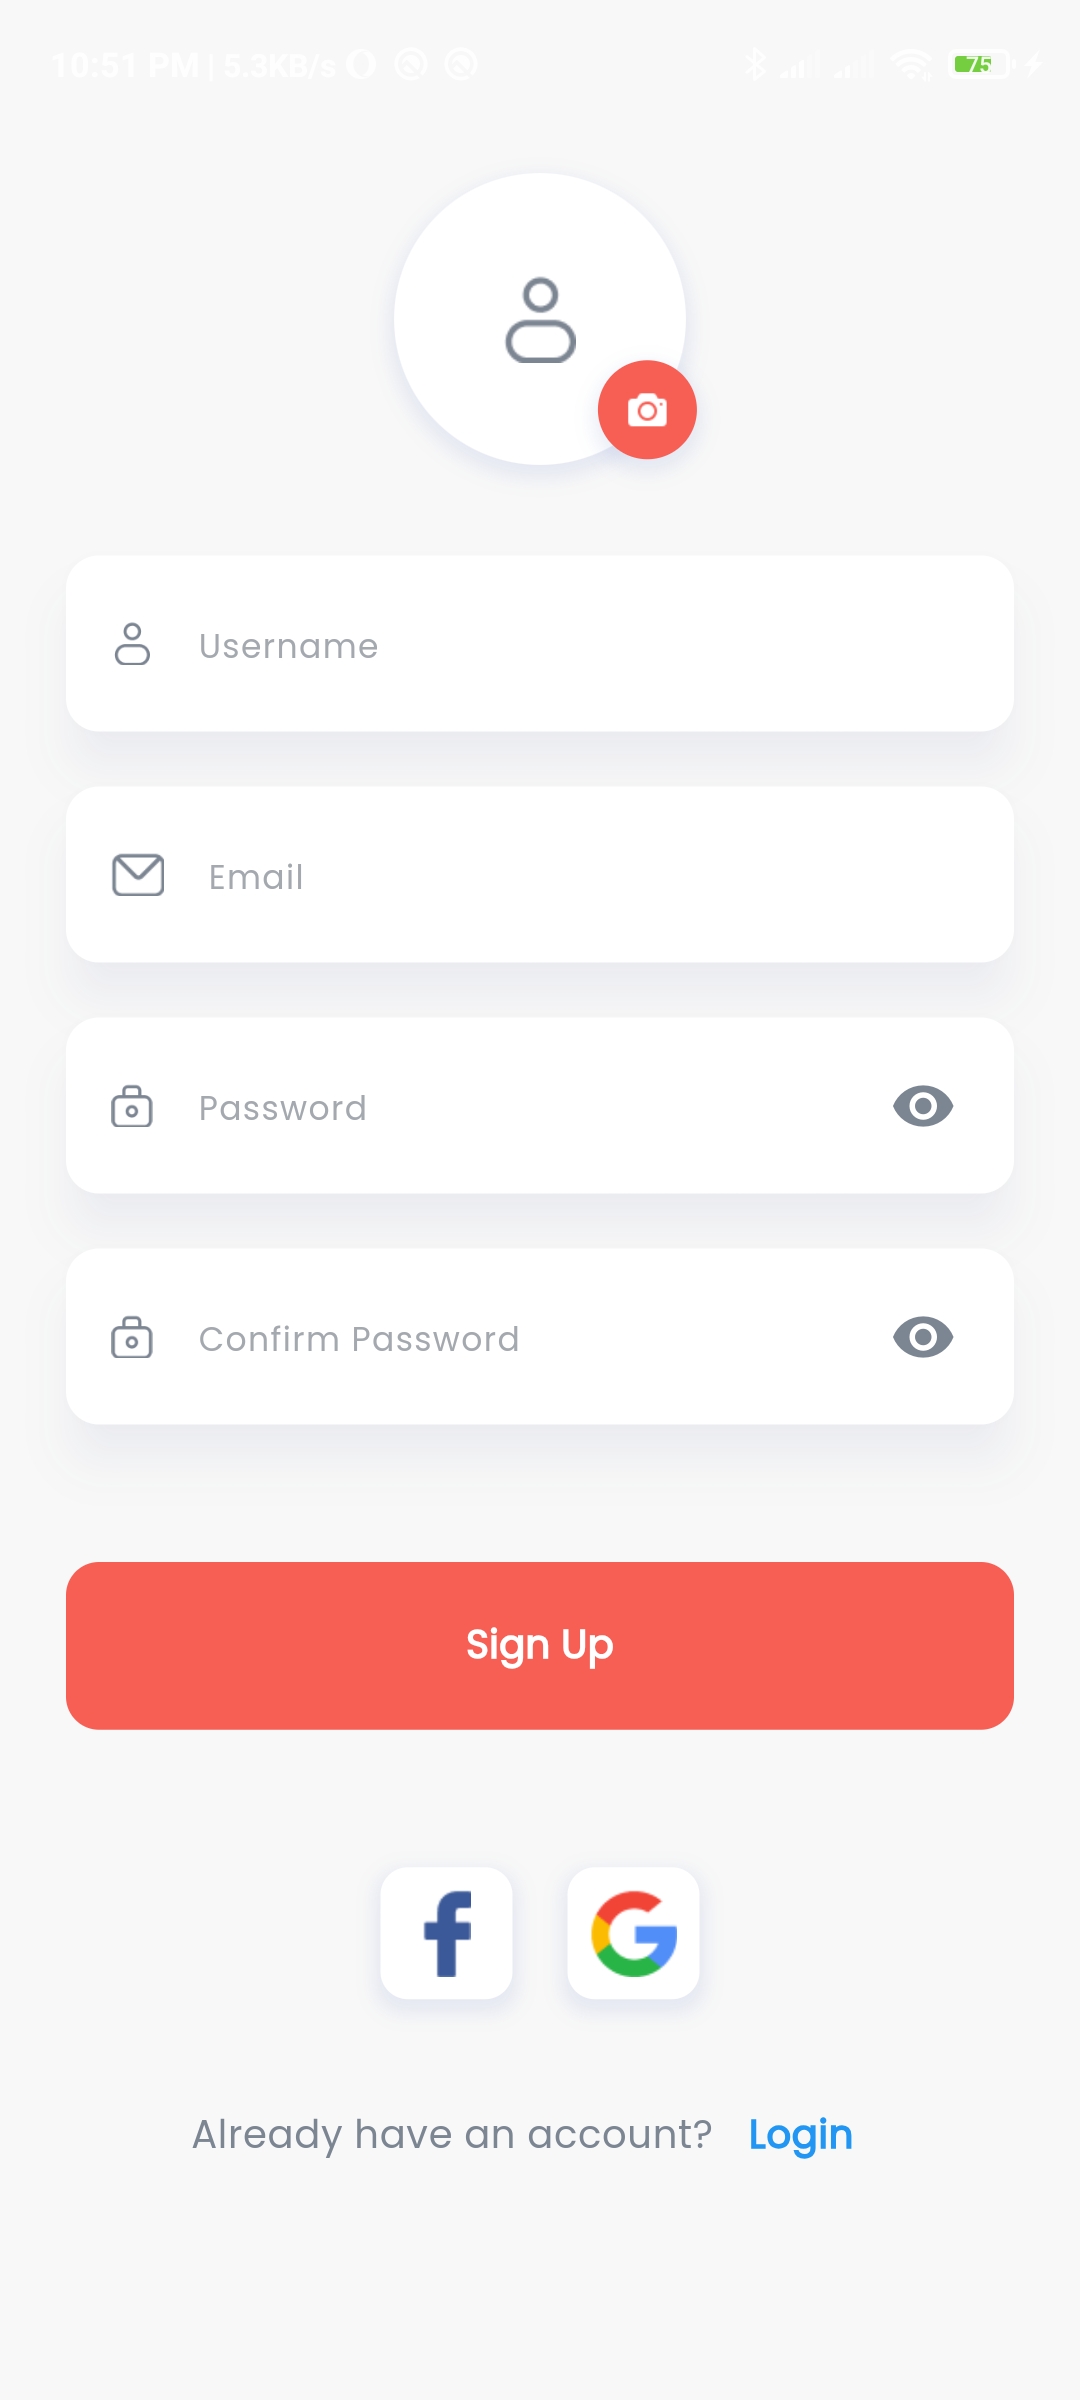 10:51 PM | 5.3KB/s 75
Username
Email
Password
Confirm Password
Sign Up
Already have an account? Login